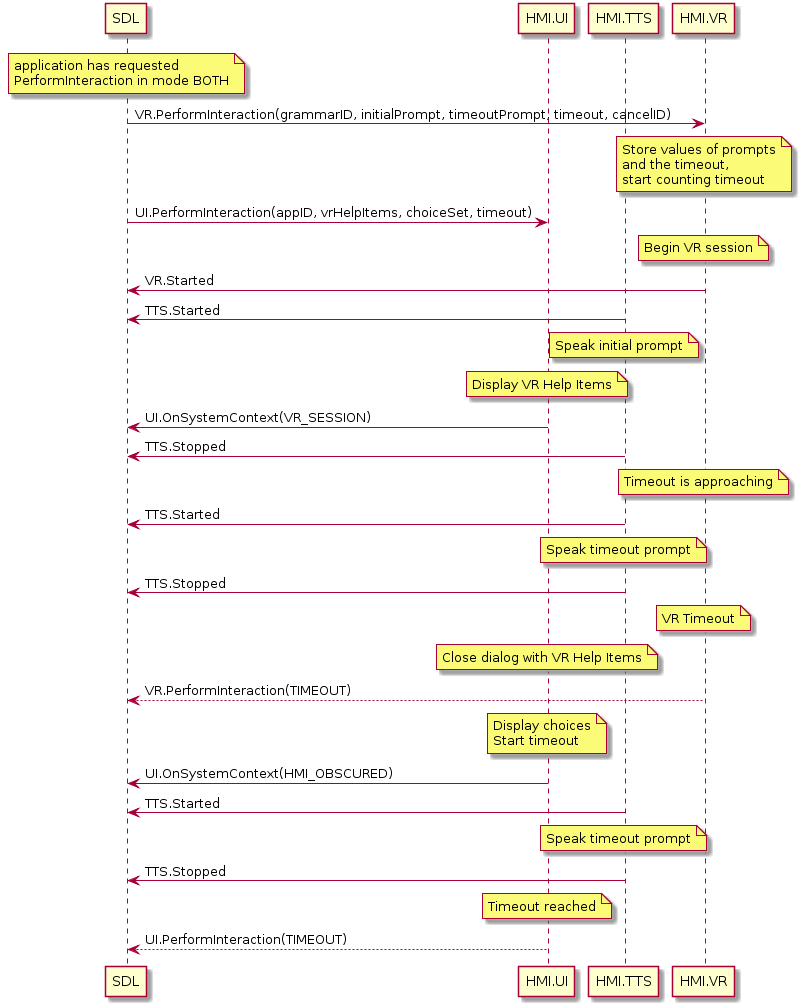 SDL
HMI.UI
HMI.TTS
HMI.VR
application has requested
PerformInteraction in mode BOTH
VR.PerformInteraction(grammarID, initialPrompt, timeoutPrompt, timeout, cancelID)
Store values of prompts
and the timeout,
start counting timeout
UI.PerformInteraction(appID, vrHelpItems, choiceSet, timeout)
Begin VR session
VR.Started
TTS.Started
Speak initial prompt
Display VR Help Items
UI.OnSystemContext(VR_SESSION)
TTS.Stopped
Timeout is approaching
TTS.Started
Speak timeout prompt
TTS.Stopped
VR Timeout
Close dialog with VR Help Items
VR.PerformInteraction(TIMEOUT)
Display choices
Start timeout
UI.OnSystemContext(HMI_OBSCURED)
TTS.Started
Speak timeout prompt
TTS.Stopped
Timeout reached
UI.PerformInteraction(TIMEOUT)
SDL
HMI.UI
HMI.TTS
HMI.VR